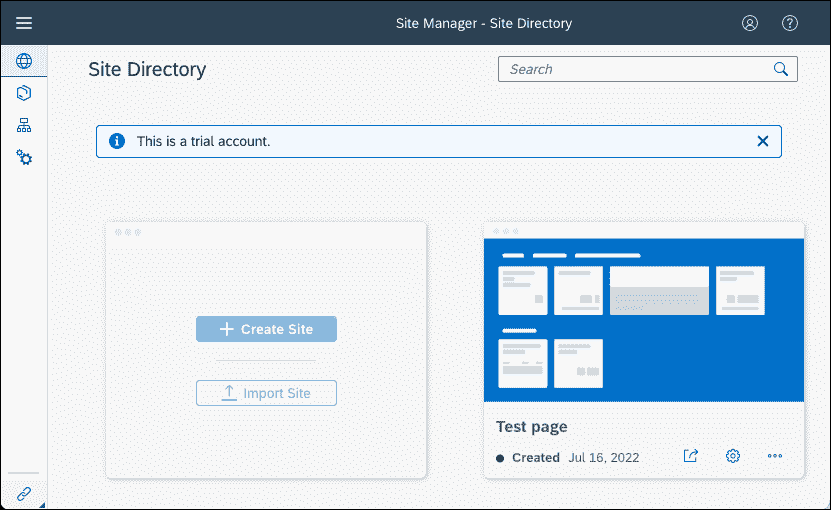 Site Manager - Site Directory
Site Directory
Search
This is a trial account.
Create Site
Import Site
Test page
Created Jul 16, 2022